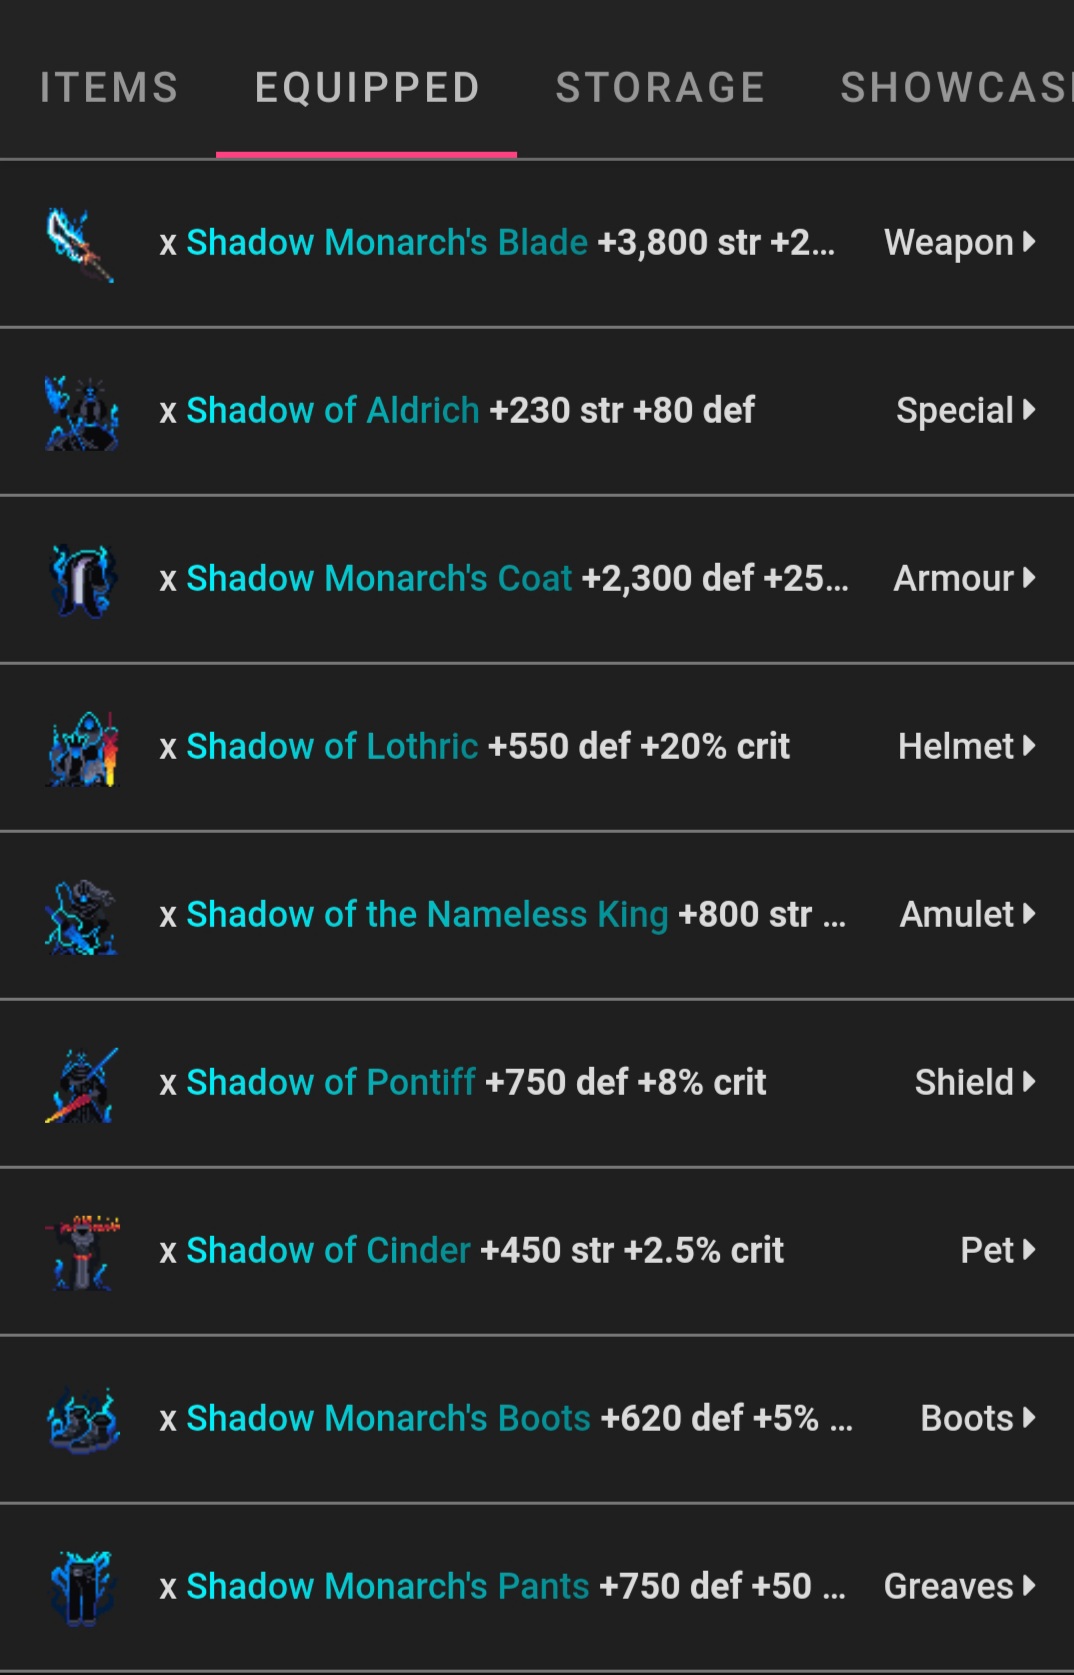 ITEMS EQUIPPED STORAGE SHOWCASE
x Shadow Monarch's Blade +3,800 str +2... Weapon
x Shadow of Aldrich +230 str +80 def Special
x Shadow Monarch's Coat +2,300 def +25... Armour
x Shadow of Lothric +550 def +20% crit Helmet
x Shadow of the Nameless King +800 str ... Amulet
x Shadow of Pontiff +750 def +8% crit Shield
x Shadow of Cinder +450 str +2.5% crit Pet
x Shadow Monarch's Boots +620 def +5% ... Boots
x Shadow Monarch's Pants +750 def +50 ... Greaves